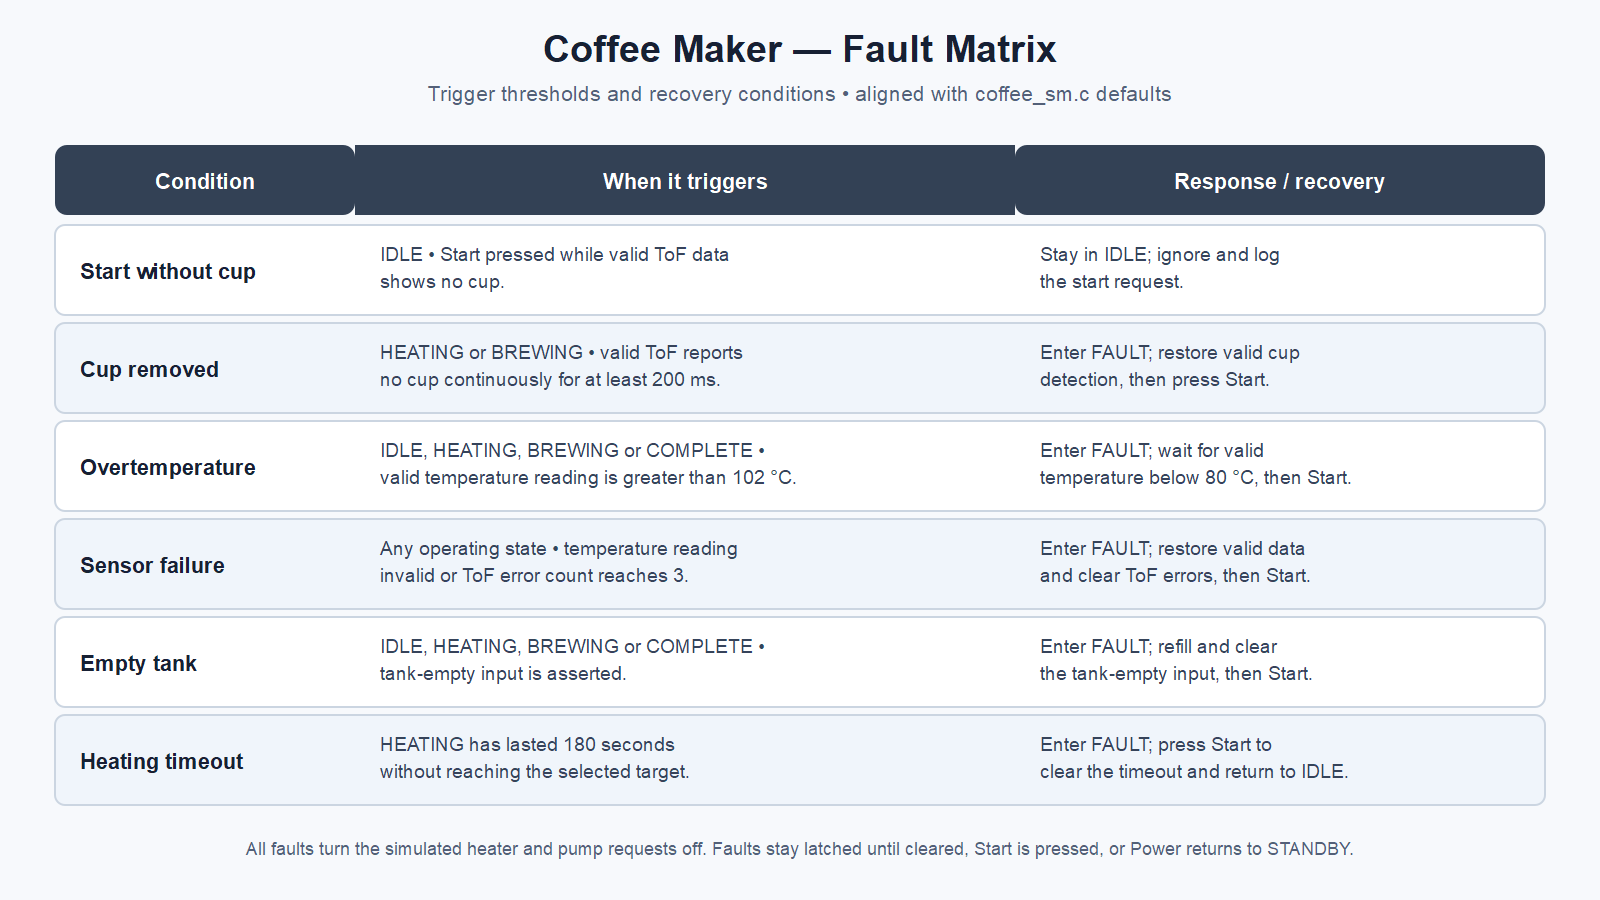 Coffee Maker — Fault Matrix
Trigger thresholds and recovery conditions • aligned with coffee_sm.c defaults
Condition
When it triggers
Response / recovery
Start without cup
IDLE • Start pressed while valid ToF data
shows no cup.
Stay in IDLE; ignore and log
the start request.
Cup removed
HEATING or BREWING • valid ToF reports
no cup continuously for at least 200 ms.
Enter FAULT; restore valid cup
detection, then press Start.
Overtemperature
IDLE, HEATING, BREWING or COMPLETE •
valid temperature reading is greater than 102 °C.
Enter FAULT; wait for valid
temperature below 80 °C, then Start.
Sensor failure
Any operating state • temperature reading
invalid or ToF error count reaches 3.
Enter FAULT; restore valid data
and clear ToF errors, then Start.
Empty tank
IDLE, HEATING, BREWING or COMPLETE •
tank-empty input is asserted.
Enter FAULT; refill and clear
the tank-empty input, then Start.
Heating timeout
HEATING has lasted 180 seconds
without reaching the selected target.
Enter FAULT; press Start to
clear the timeout and return to IDLE.
All faults turn the simulated heater and pump requests off. Faults stay latched until cleared, Start is pressed, or Power returns to STANDBY.